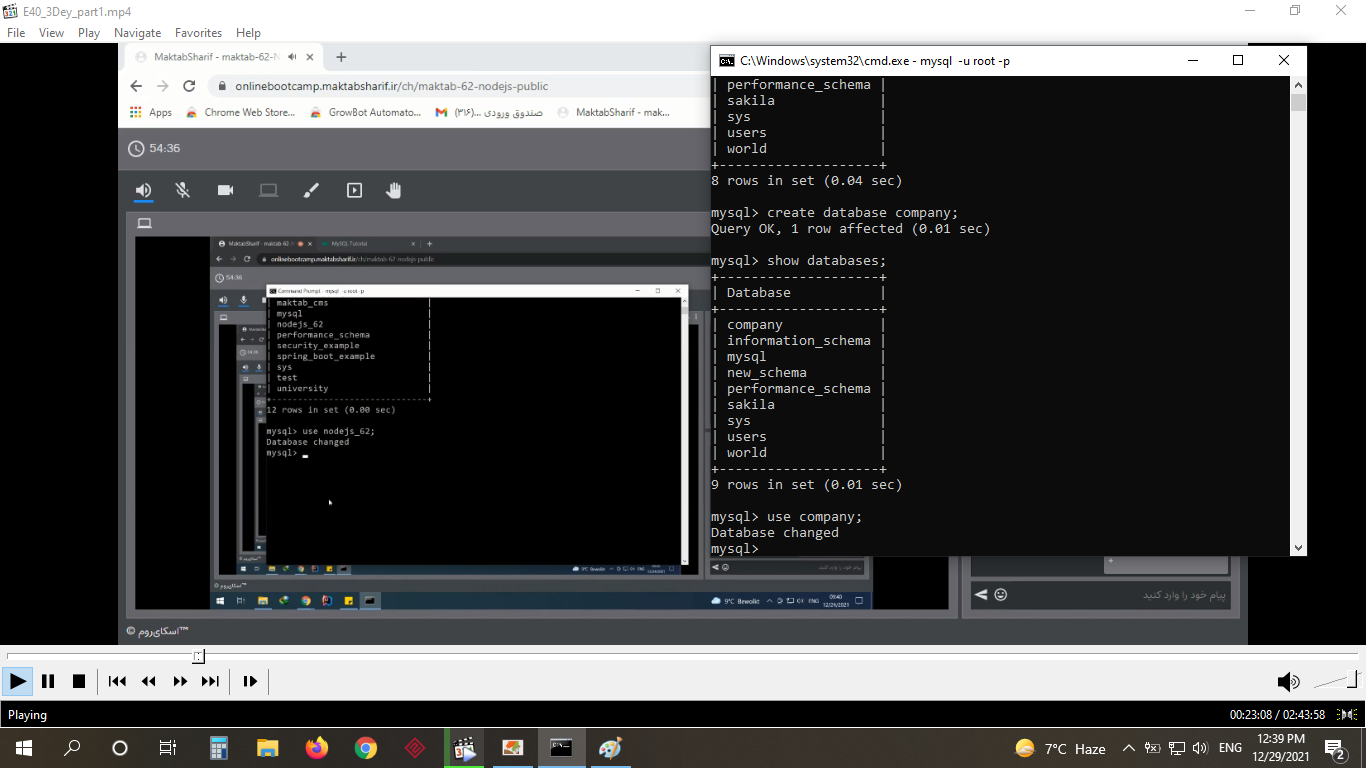 E40_3Dey_part1.mp4
File View Play Navigate Favorites Help
MaktabSharif - maktab-62-N
onlinebootcamp.maktabsharif.ir/ch/maktab-62-nodejs-public
Apps Chrome Web Store... GrowBot Automato... صندوق ورودی ...(۳۱۶) MaktabSharif - mak...
54:36
MaktabSharif - maktab-62 MySQL Tutorial
onlinebootcamp.maktabsharif.ir/ch/maktab-62-nodejs-public
54:36
Command Prompt - mysql -u root -p
| maktab_cms |
| mysql |
| nodejs_62 |
| performance_schema |
| security_example |
| spring_boot_example |
| sys |
| test |
| university |
+------------------------------+
12 rows in set (0.00 sec)
mysql> use nodejs_62;
Database changed
mysql>
9°C Bewolkt ENG 09:40
12/24/2021
پیام خود را وارد کنید
© اسکای‌روم™
C:\Windows\system32\cmd.exe - mysql -u root -p
| performance_schema |
| sakila |
| sys |
| users |
| world |
+--------------------+
8 rows in set (0.04 sec)
mysql> create database company;
Query OK, 1 row affected (0.01 sec)
mysql> show databases;
+--------------------+
| Database |
+--------------------+
| company |
| information_schema |
| mysql |
| new_schema |
| performance_schema |
| sakila |
| sys |
| users |
| world |
+--------------------+
9 rows in set (0.01 sec)
mysql> use company;
Database changed
mysql>
پیام خود را وارد کنید
© اسکای‌روم™
Playing
00:23:08 / 02:43:58
7°C Haze ENG 12:39 PM
12/29/2021
2